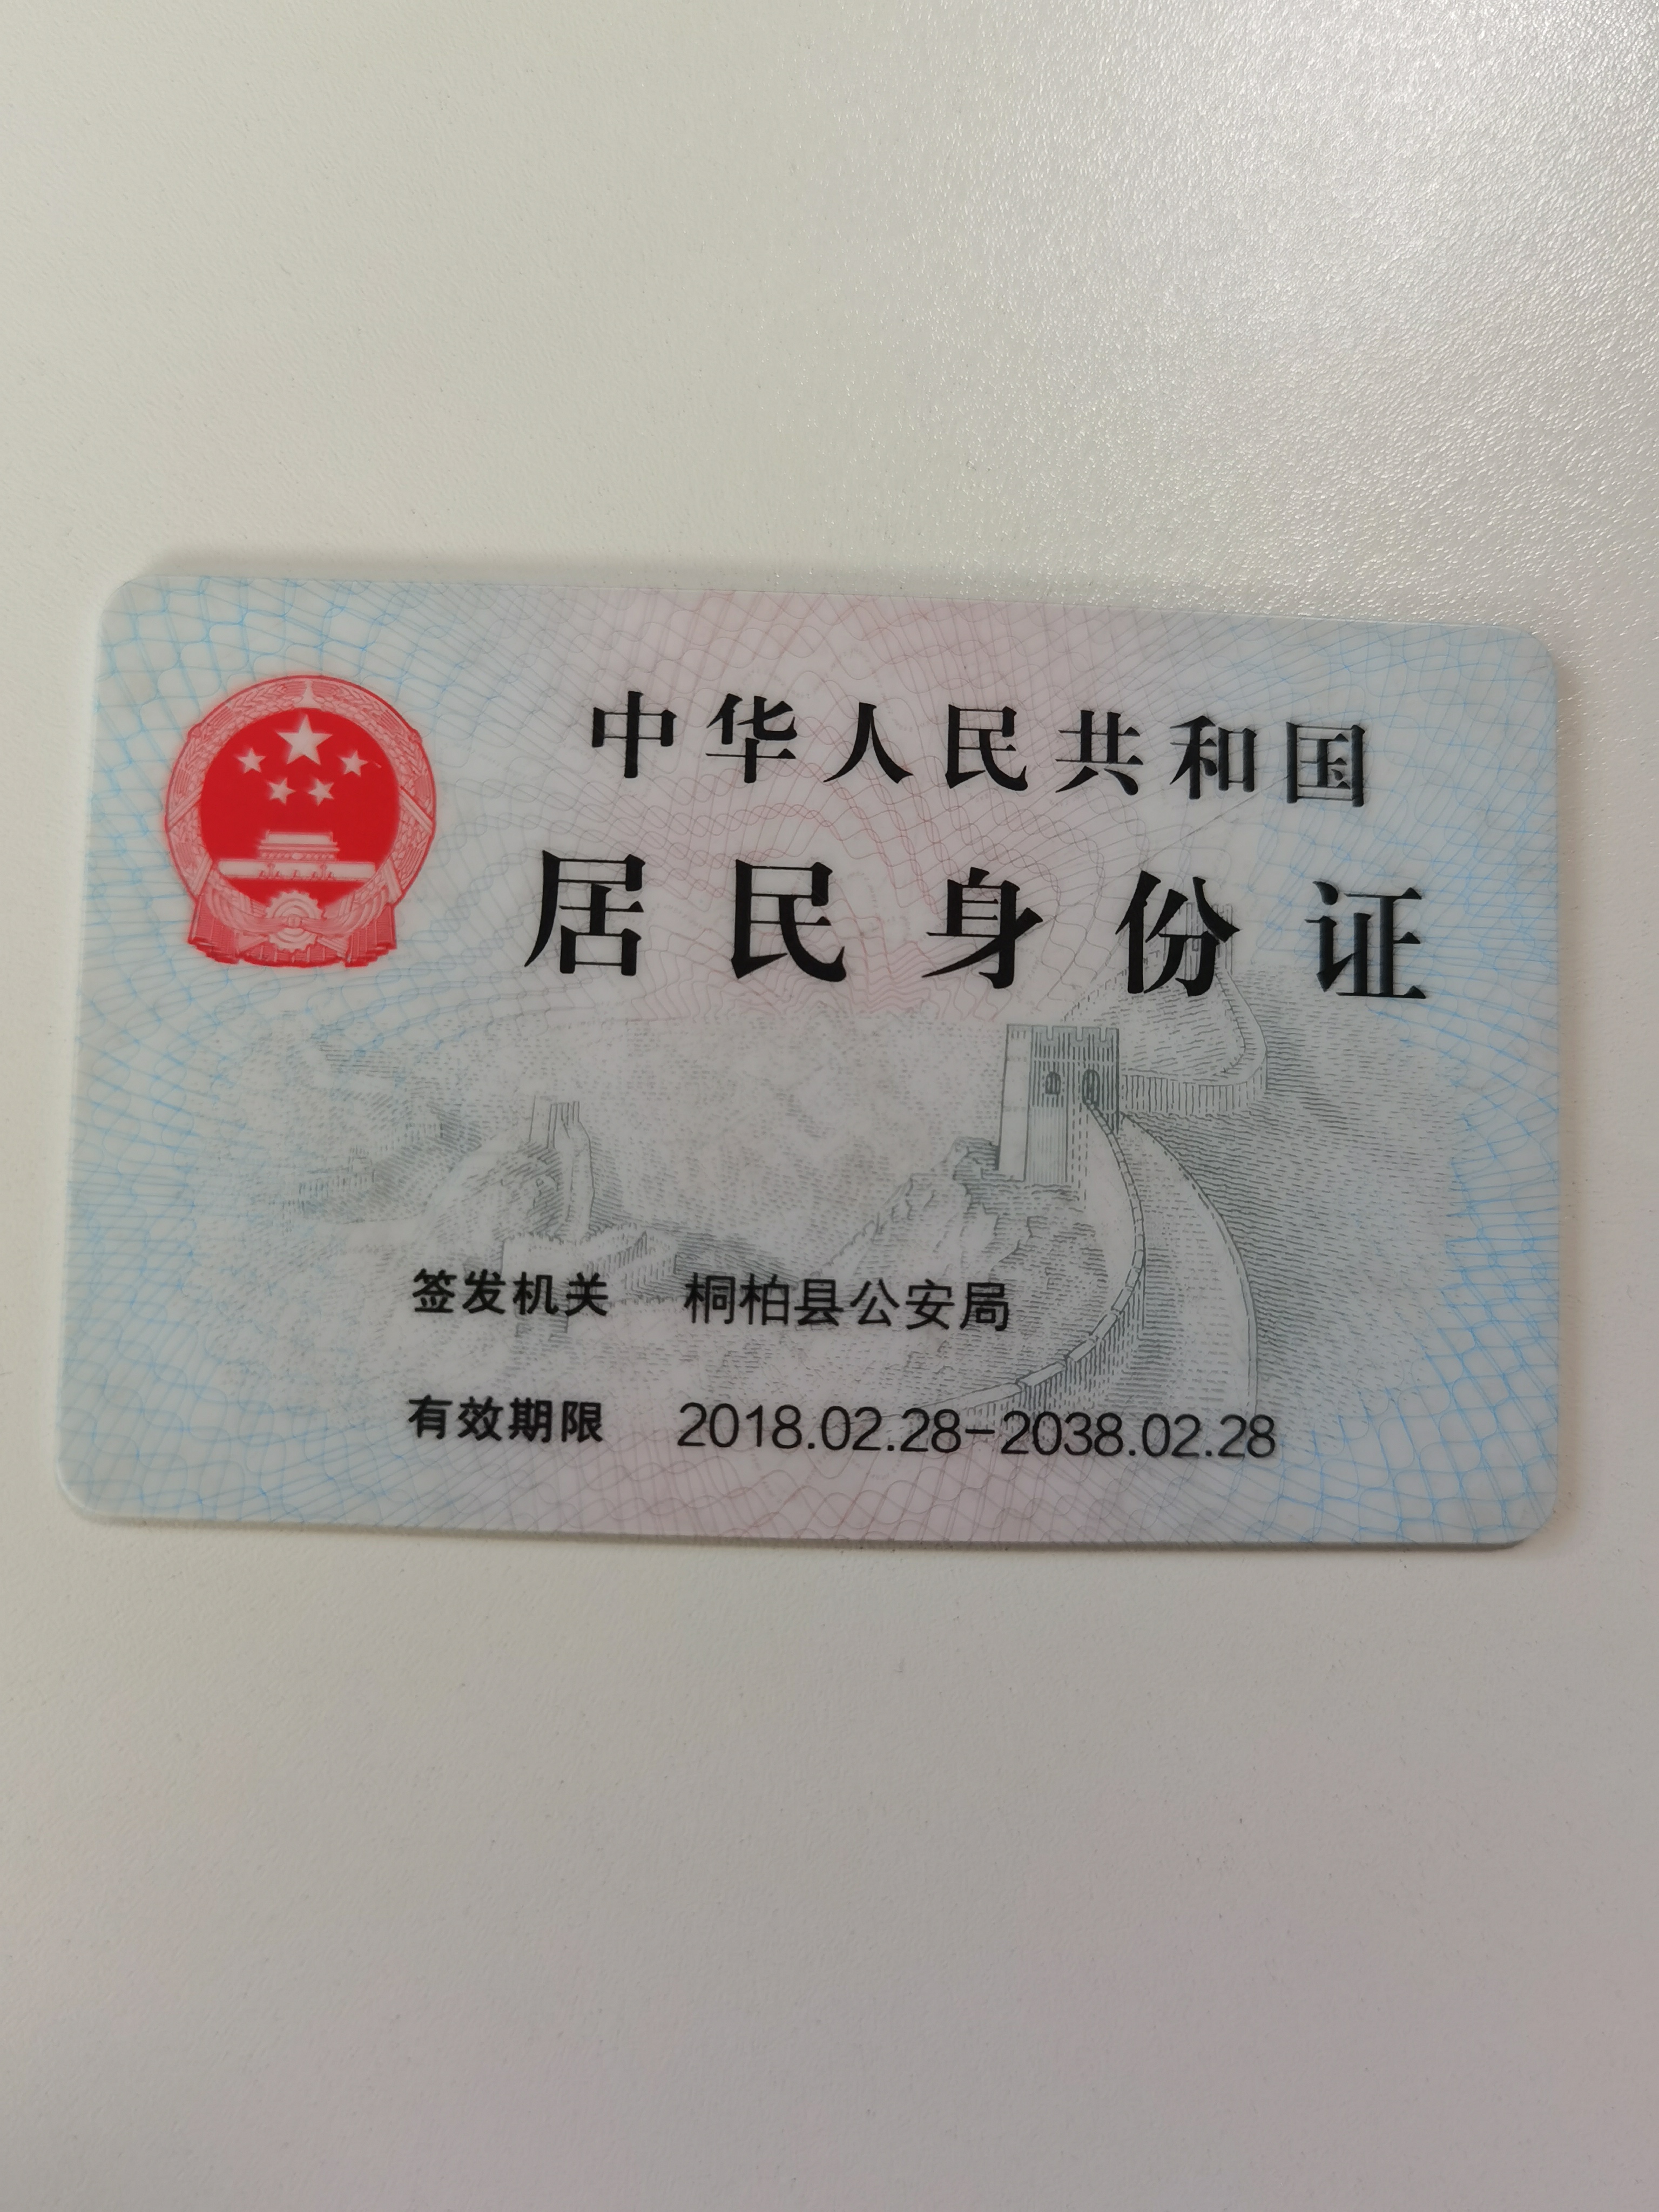 中华人民共和国
居民身份证
签发机关 桐柏县公安局
有效期限 2018.02.28-2038.02.28